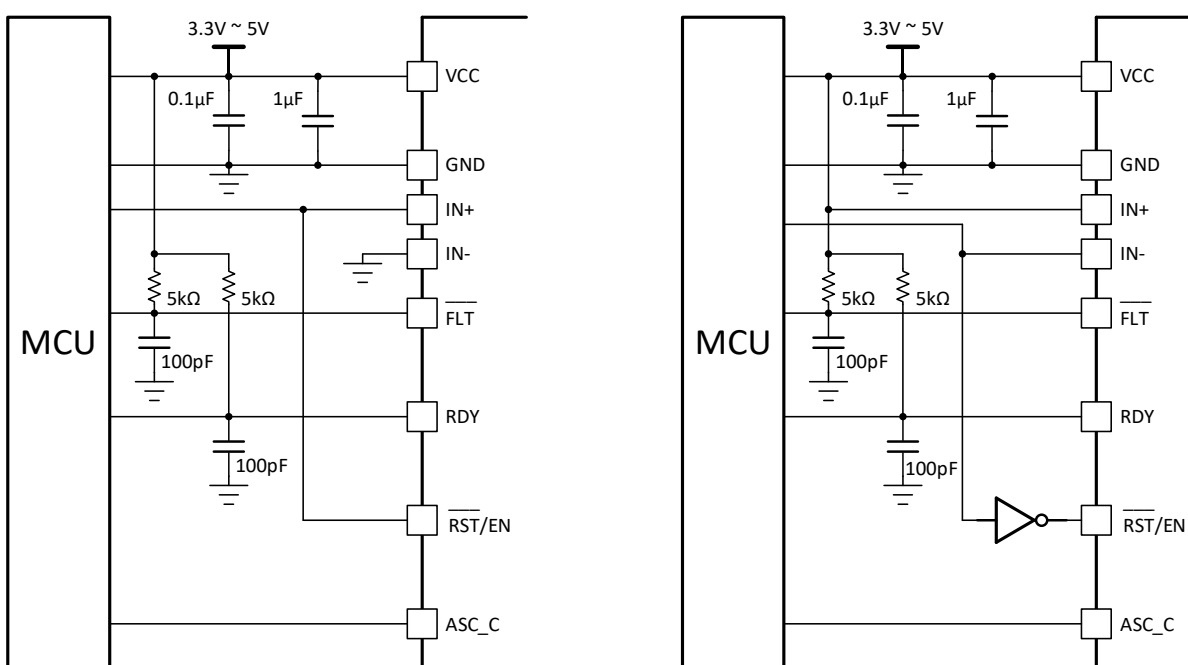 3.3V ~ 5V
VCC
0.1µF
1µF
GND
IN+
IN-
5kΩ
5kΩ
FLT
MCU
100pF
RDY
100pF
RST/EN
ASC_C
3.3V ~ 5V
VCC
0.1µF
1µF
GND
IN+
IN-
5kΩ
5kΩ
FLT
MCU
100pF
RDY
100pF
RST/EN
ASC_C